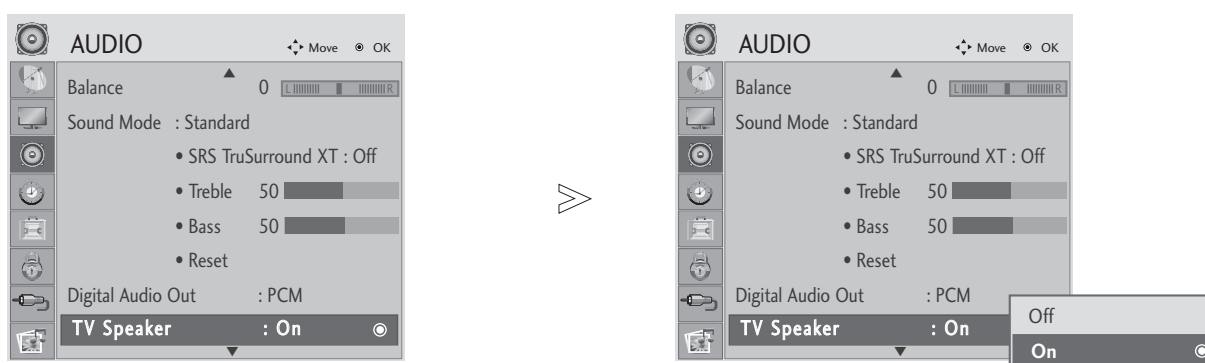 AUDIO Move OK
Balance 0 L R
Sound Mode : Standard
• SRS TruSurround XT : Off
• Treble 50
• Bass 50
• Reset
Digital Audio Out : PCM
TV Speaker : On
AUDIO Move OK
Balance 0 L R
Sound Mode : Standard
• SRS TruSurround XT : Off
• Treble 50
• Bass 50
• Reset
Digital Audio Out : PCM
TV Speaker : On
Off
On